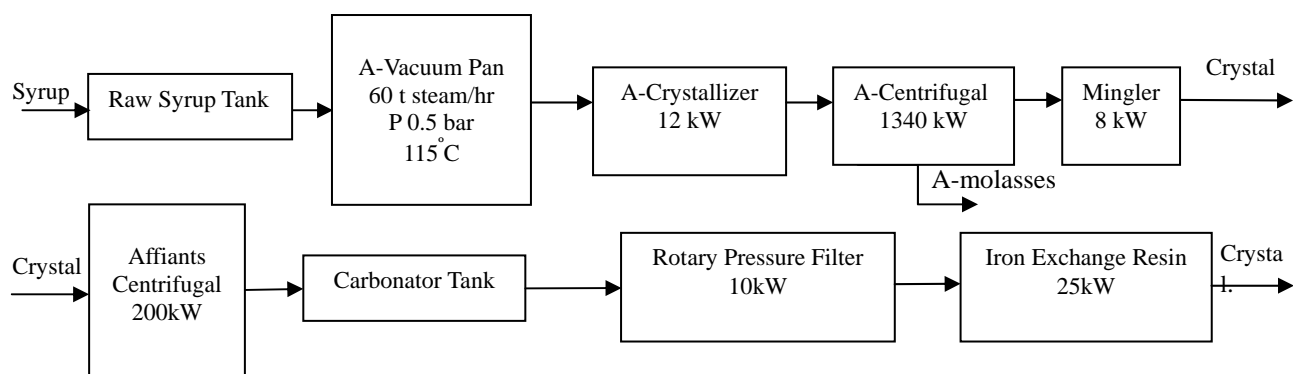 Syrup
Raw Syrup Tank
A-Vacuum Pan
60 t steam/hr
P 0.5 bar
115°C
A-Crystallizer
12 kW
A-Centrifugal
1340 kW
Mingler
8 kW
Crystal
A-molasses
Crystal
Affiants
Centrifugal
200kW
Carbonator Tank
Rotary Pressure Filter
10kW
Iron Exchange Resin
25kW
Crysta
l.